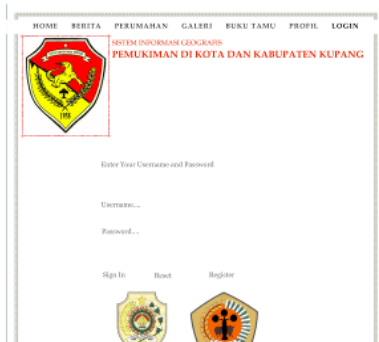 HOME BERITA PERUMAHAN GALERI BUKU TAMU PROFIL LOGIN
SISTEM INFORMASI GEOGRAFIS
PEMUKIMAN DI KOTA DAN KABUPATEN KUPANG
1958
Enter Your Username and Password
Username....
Password....
Sign In Reset Register